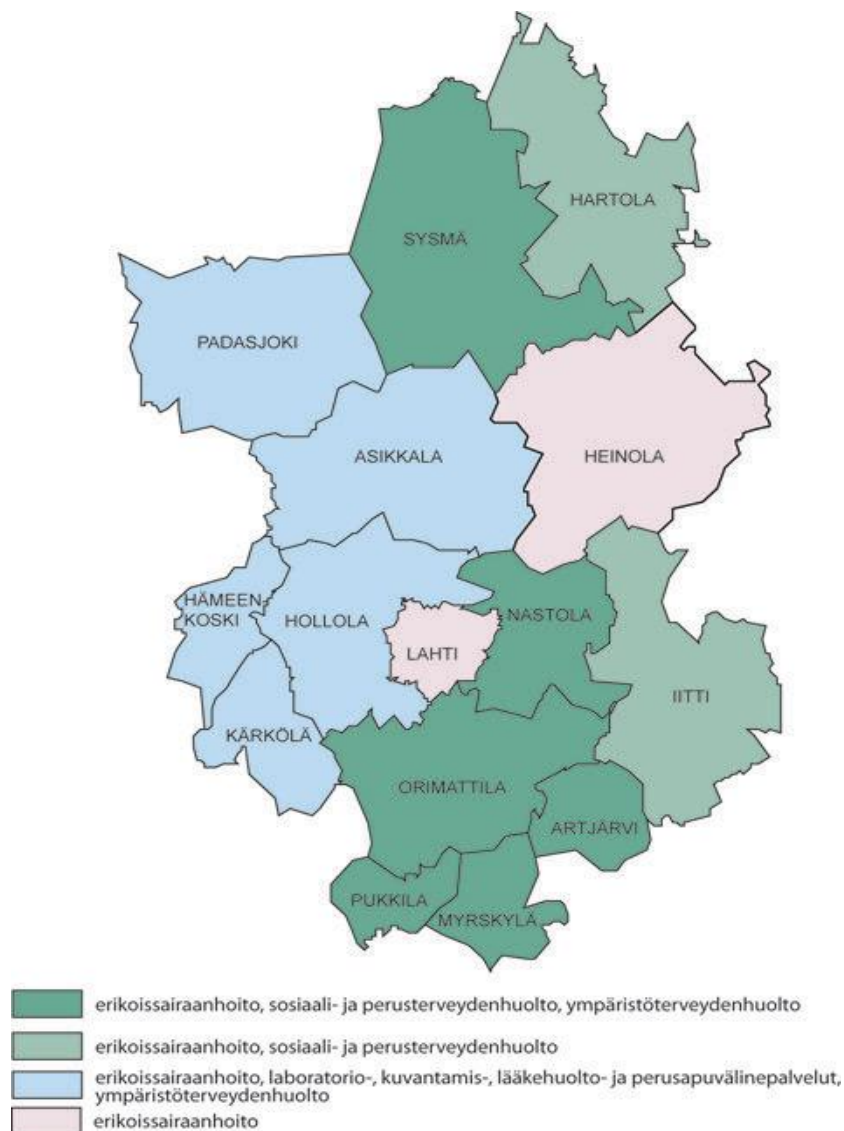 HARTOLA
SYSMÄ
PADASJOKI
ASIKKALA
HEINOLA
HÄMEEN-
KOSKI
HOLLOLA
NASTOLA
LAHTI
IITTI
KÄRKÖLÄ
ORIMATTILA
ARTJÄRVI
PUKKILA
MYRSKYLÄ
erikoissairaanhoito, sosiaali- ja perusterveydenhuolto, ympäristöterveydenhuolto
erikoissairaanhoito, sosiaali- ja perusterveydenhuolto
erikoissairaanhoito, laboratorio-, kuvantamis-, lääkehuolto- ja perusapuvälinepalvelut,
ympäristöterveydenhuolto
erikoissairaanhoito